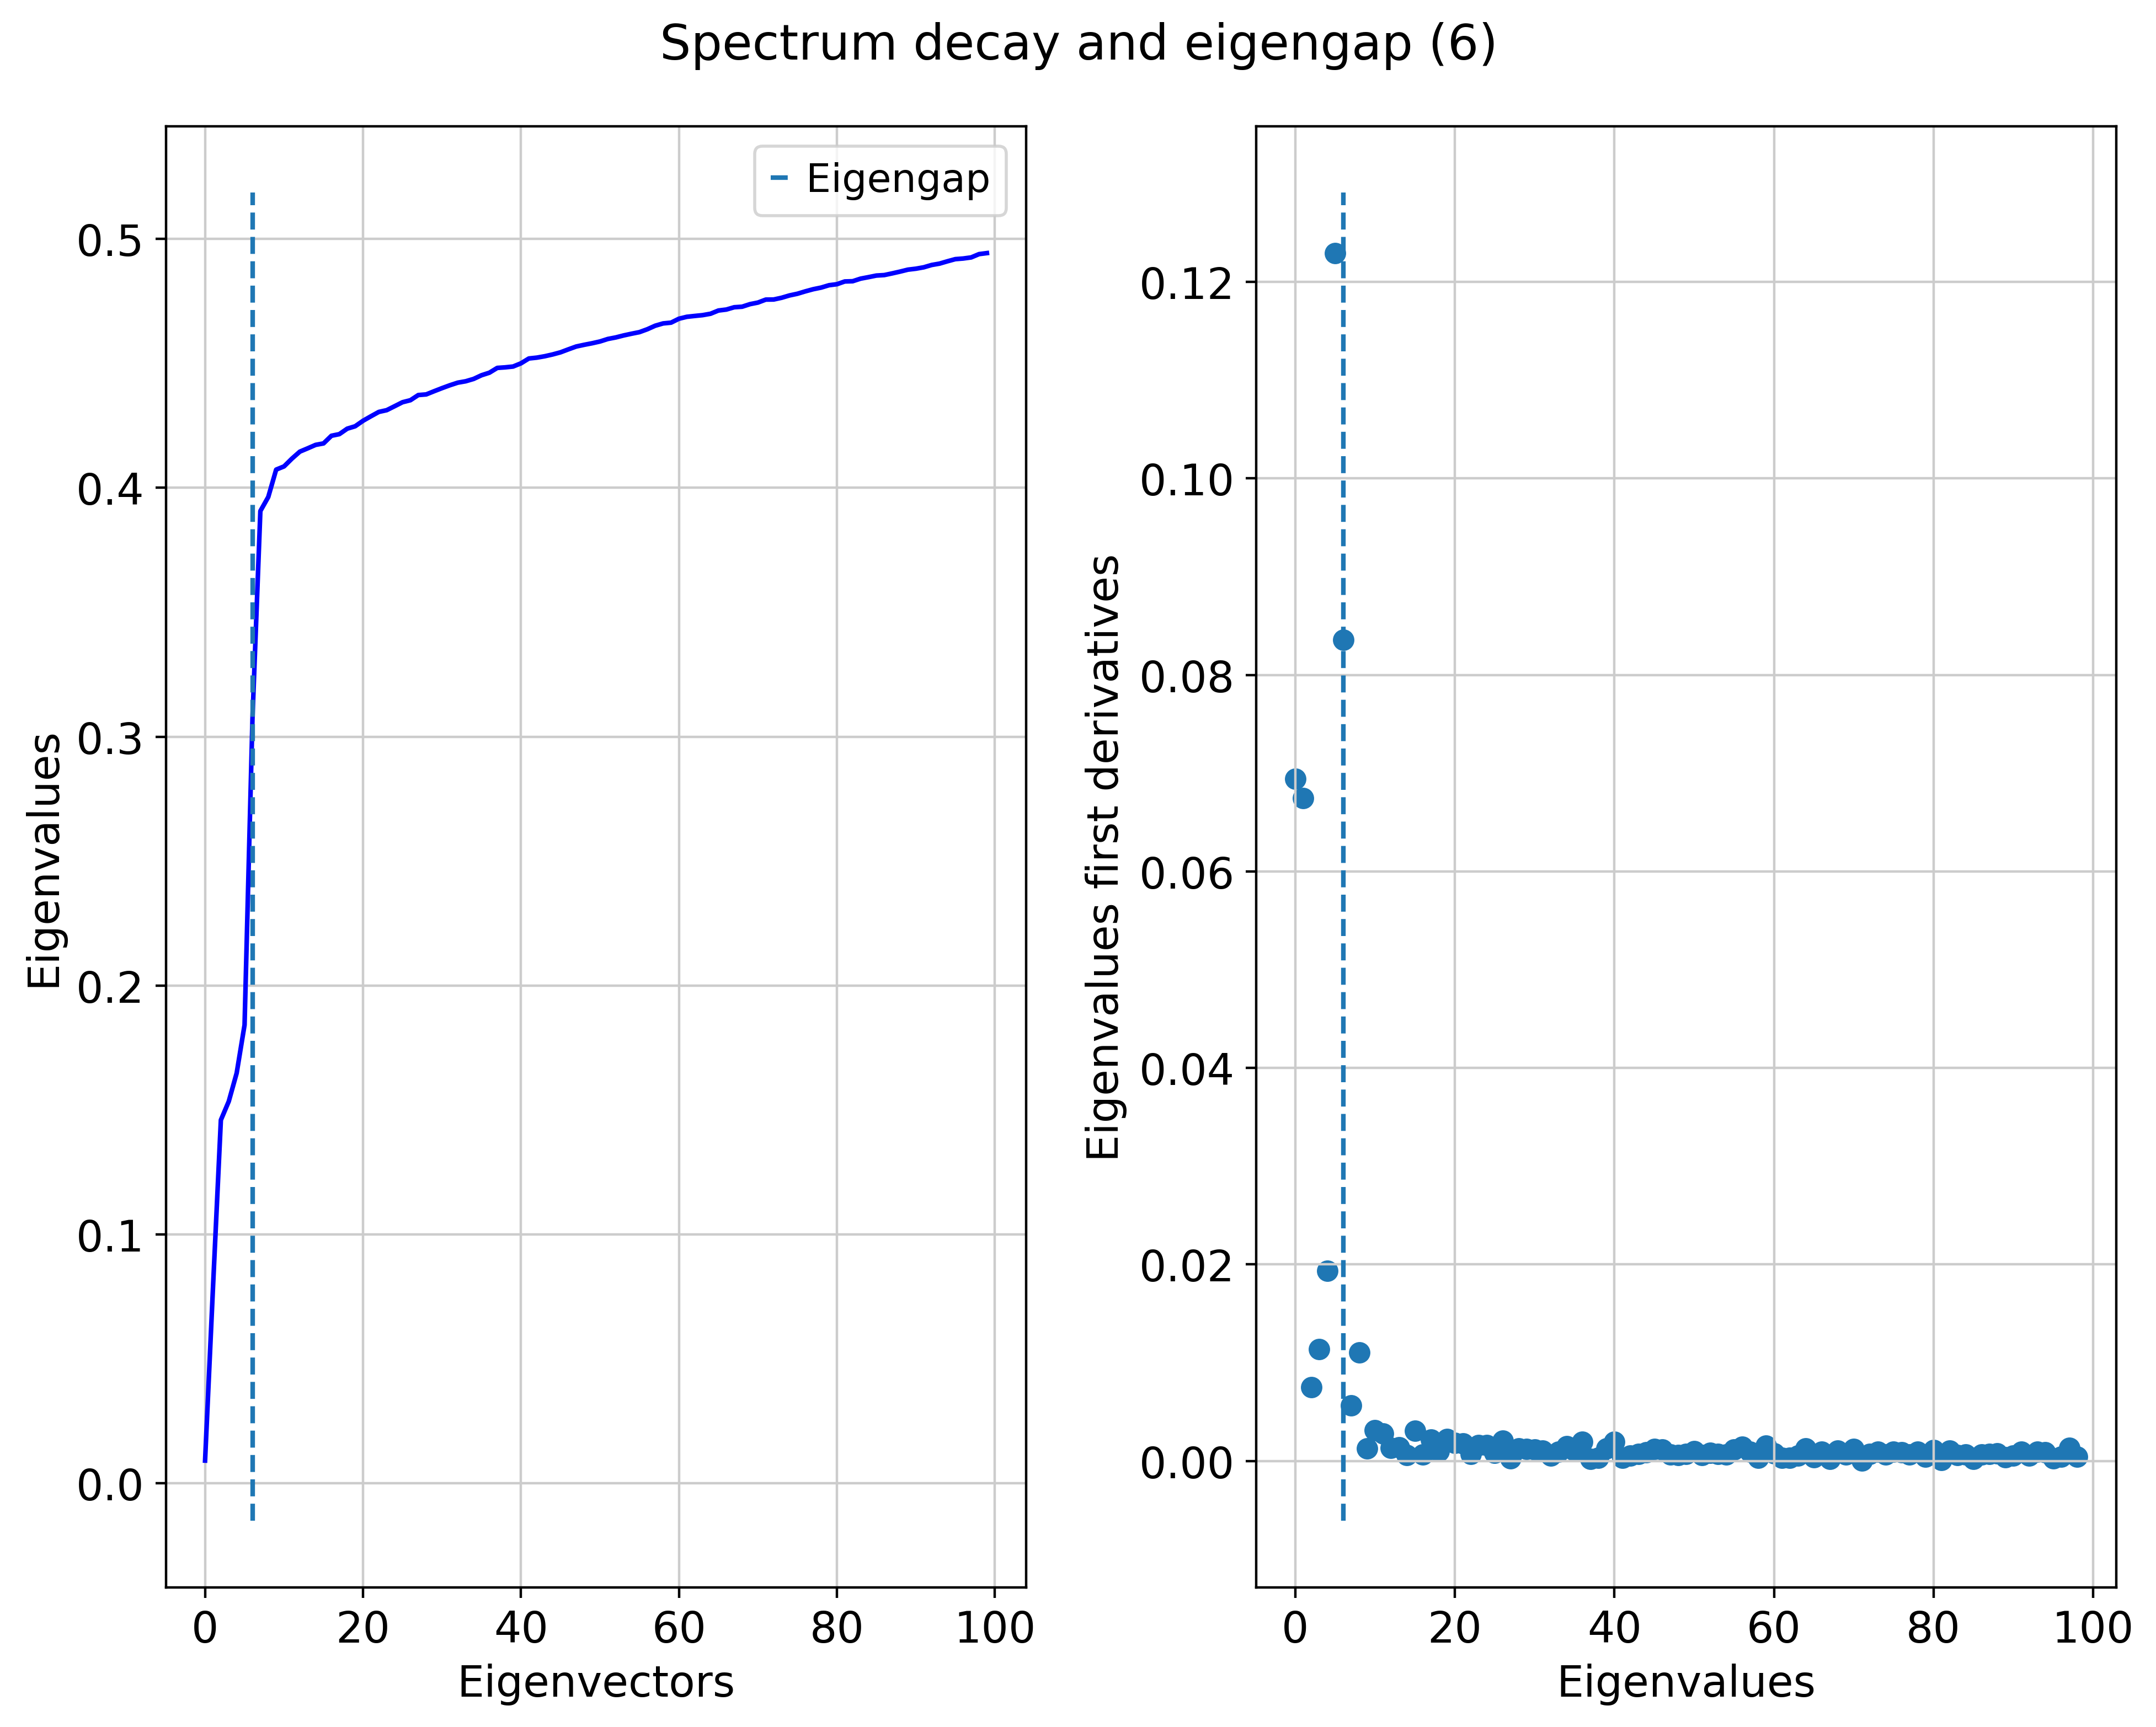 Spectrum decay and eigengap (6)
Eigengap
Eigenvalues
0.5
0.4
0.3
0.2
0.1
0.0
0 20 40 60 80 100
Eigenvectors
Eigenvalues first derivatives
0.12
0.10
0.08
0.06
0.04
0.02
0.00
0 20 40 60 80 100
Eigenvalues